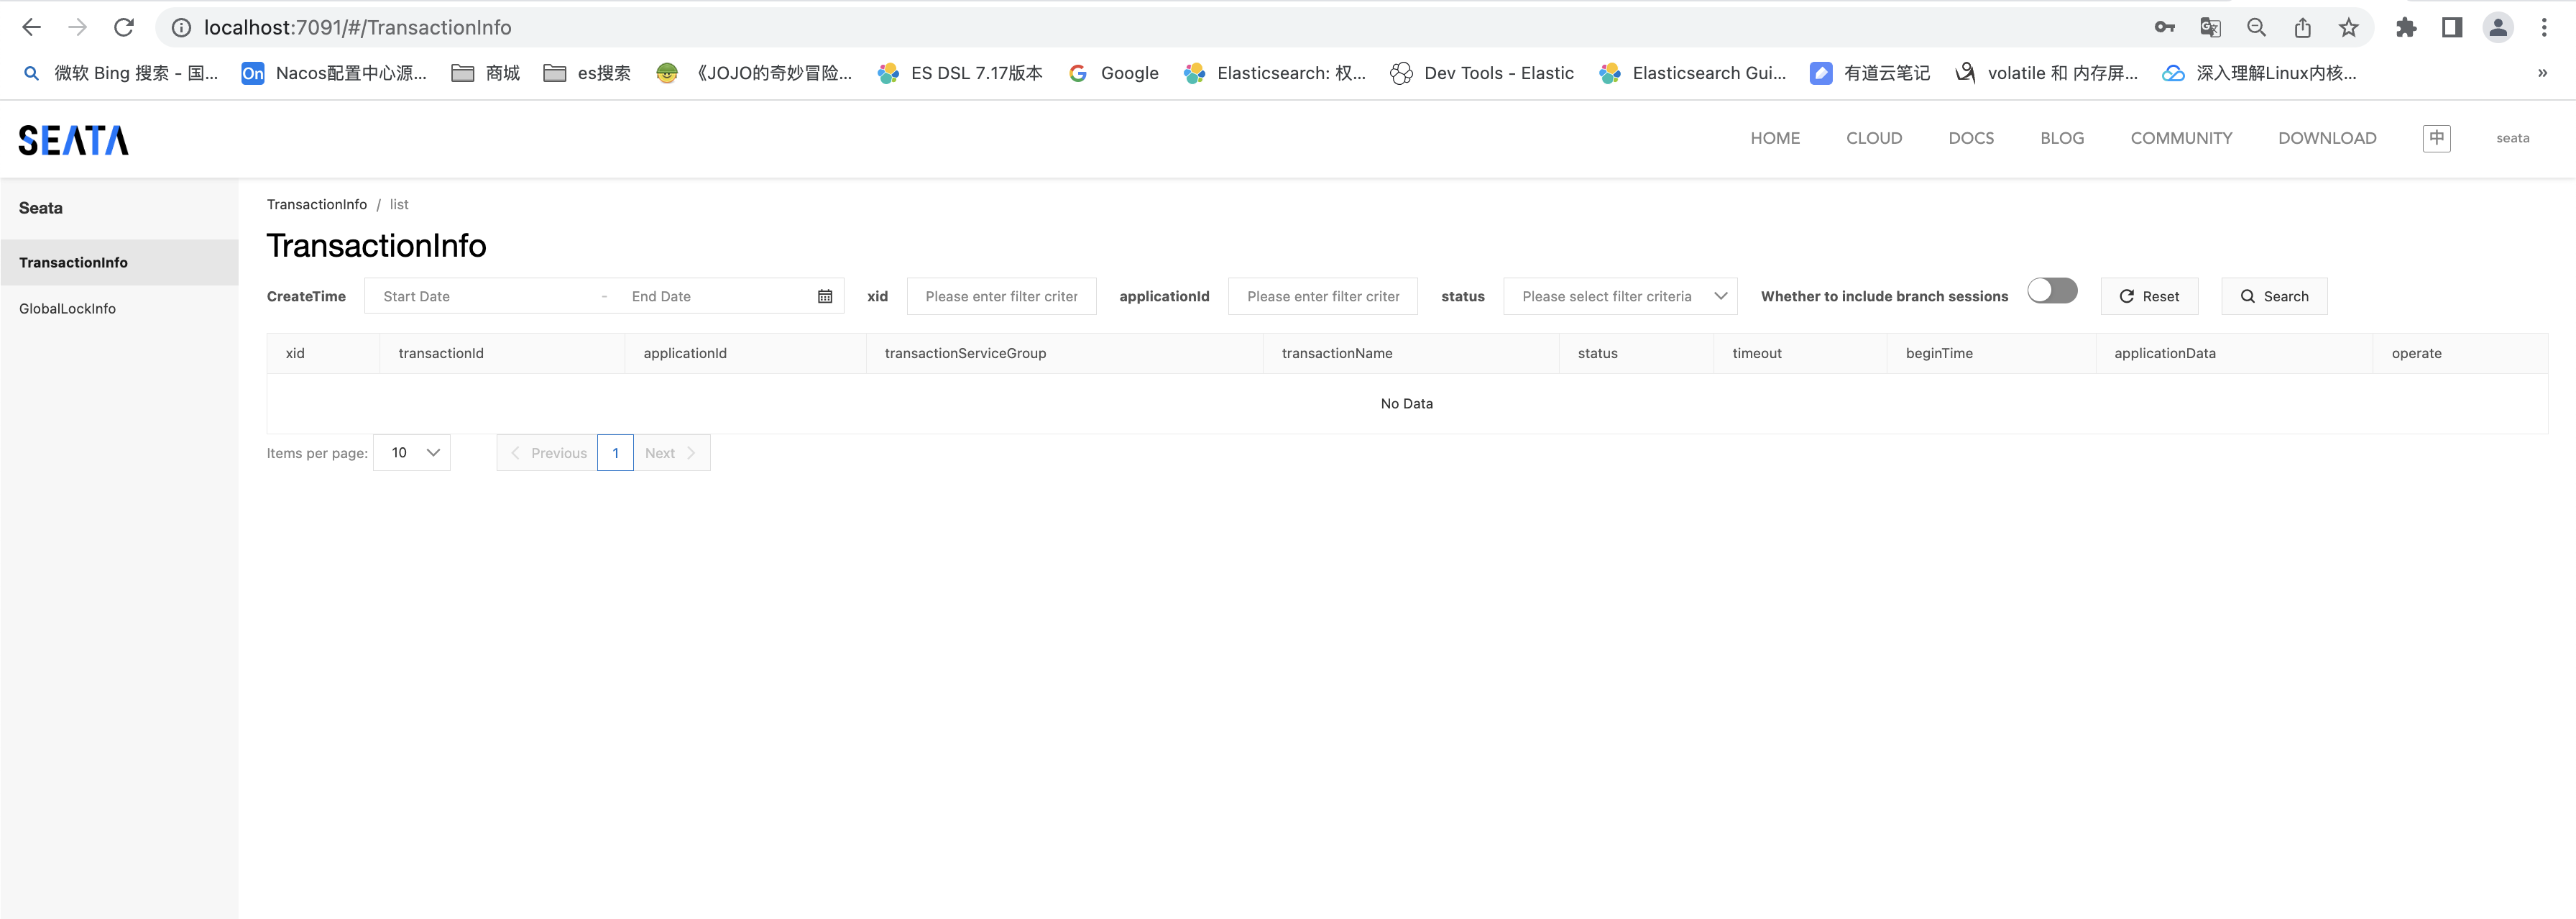 localhost:7091/#/TransactionInfo
微软 Bing 搜索 - 国... On Nacos配置中心源... 商城 es搜索 《JOJO的奇妙冒险... ES DSL 7.17版本 Google Elasticsearch: 权... Dev Tools - Elastic Elasticsearch Gui... 有道云笔记 volatile 和 内存屏... 深入理解Linux内核... »
SEATA HOME CLOUD DOCS BLOG COMMUNITY DOWNLOAD 中 seata
Seata
TransactionInfo
GlobalLockInfo
TransactionInfo / list
TransactionInfo
CreateTime Start Date - End Date xid Please enter filter criter applicationId Please enter filter criter status Please select filter criteria Whether to include branch sessions Reset Search
xid transactionId applicationId transactionServiceGroup transactionName status timeout beginTime applicationData operate
No Data
Items per page: 10 Previous 1 Next